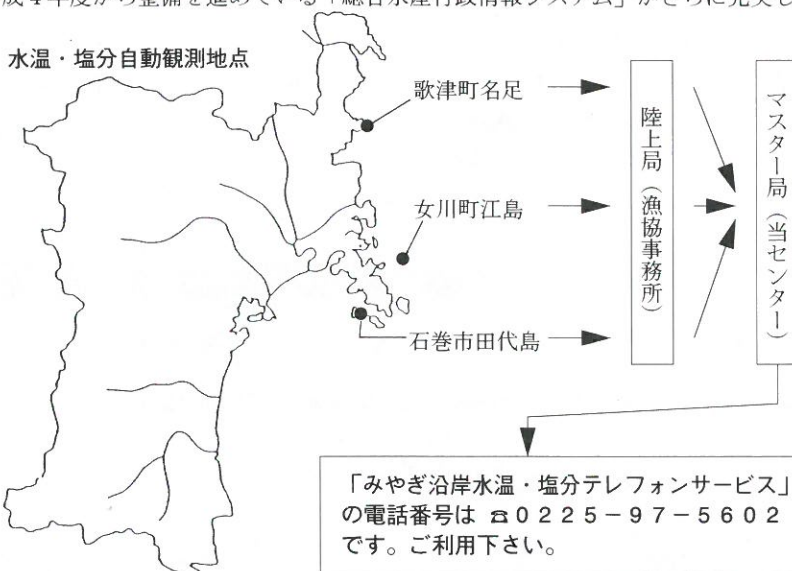 成4年度から整備を進めている「総合水産行政情報システム」がさらに充実し
水温・塩分自動観測地点
歌津町名足
女川町江島
石巻市田代島
陸上局（漁協事務所）
マスター局（当センター）
「みやぎ沿岸水温・塩分テレフォンサービス」
の電話番号は ☎0225－97－5602
です。ご利用下さい。